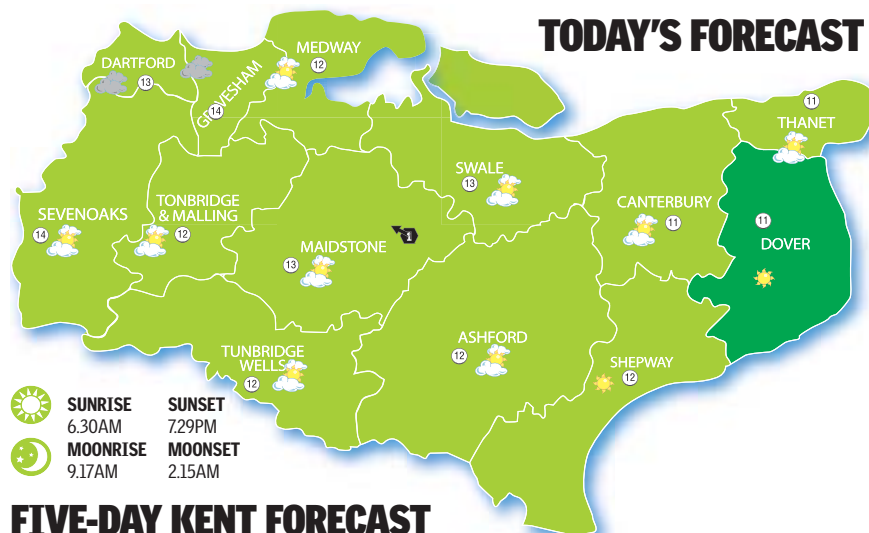 TODAY'S FORECAST
MEDWAY
12
DARTFORD
13
GRAVESHAM
14
11
THANET
SWALE
13
CANTERBURY
11
11
DOVER
SEVENOAKS
14
TONBRIDGE
& MALLING
12
MAIDSTONE
13
1
TUNBRIDGE
WELLS
12
ASHFORD
12
SHEPWAY
12
SUNRISE SUNSET
6.30AM 7.29PM
MOONRISE MOONSET
9.17AM 2.15AM
FIVE-DAY KENT FORECAST